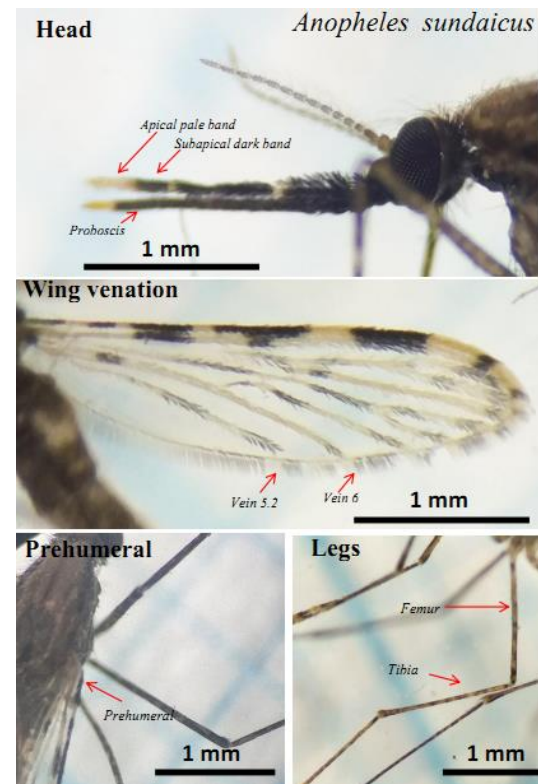 Head
Anopheles sundaicus
Apical pale band
Subapical dark band
Proboscis
1 mm
Wing venation
Vein 5.2
Vein 6
1 mm
Prehumeral
Prehumeral
1 mm
Legs
Femur
Tibia
1 mm